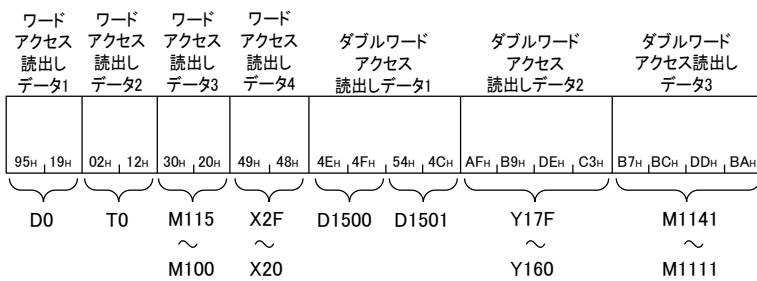 ワード
アクセス
読出し
データ1
ワード
アクセス
読出し
データ2
ワード
アクセス
読出し
データ3
ワード
アクセス
読出し
データ4
ダブルワード
アクセス
読出しデータ1
ダブルワード
アクセス
読出しデータ2
ダブルワード
アクセス読出し
データ3
95H 19H 02H 12H 30H 20H 49H 48H 4EH 4FH 54H 4CH AFH B9H DEH C3H B7H BCH DDH BAH
D0 T0 M115 X2F D1500 D1501 Y17F M1141
～ ～ ～ ～
M100 X20 Y160 M1111